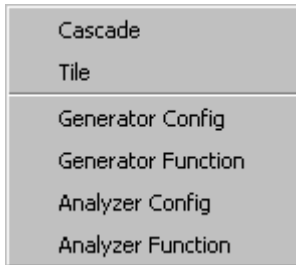 Cascade
Tile
Generator Config
Generator Function
Analyzer Config
Analyzer Function